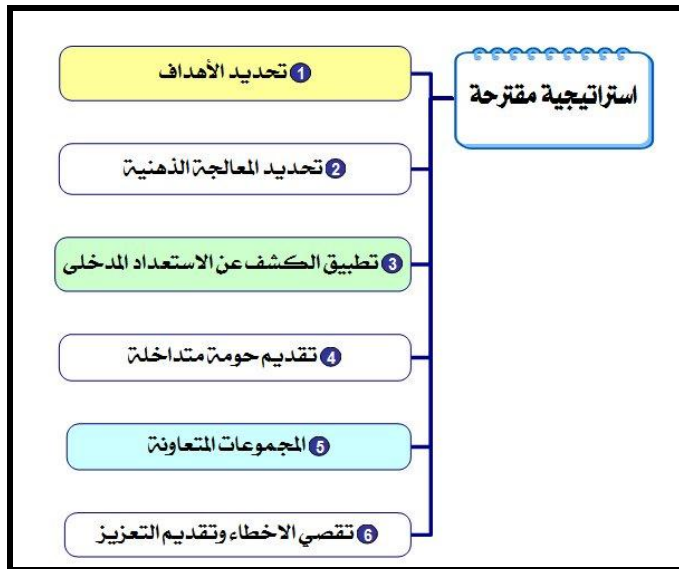 استراتيجية مقترحة
1 تحديد الأهداف
2 تحديد المعالجة الذهنية
3 تطبيق الكشف عن الاستعداد المدخلى
4 تقديم حومة متداخلة
5 المجموعات المتعاونة
6 تقصي الاخطاء وتقديم التعزيز